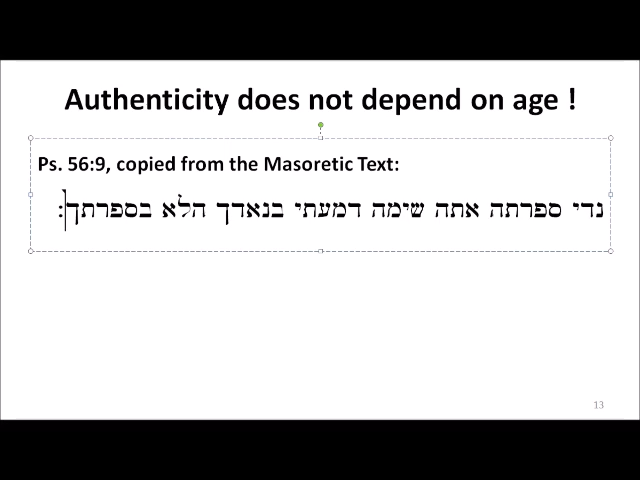 Authenticity does not depend on age !
Ps. 56:9, copied from the Masoretic Text:
נדי ספרתה אתה שימה דמעתי בנאדך הלא בספרתך:
13